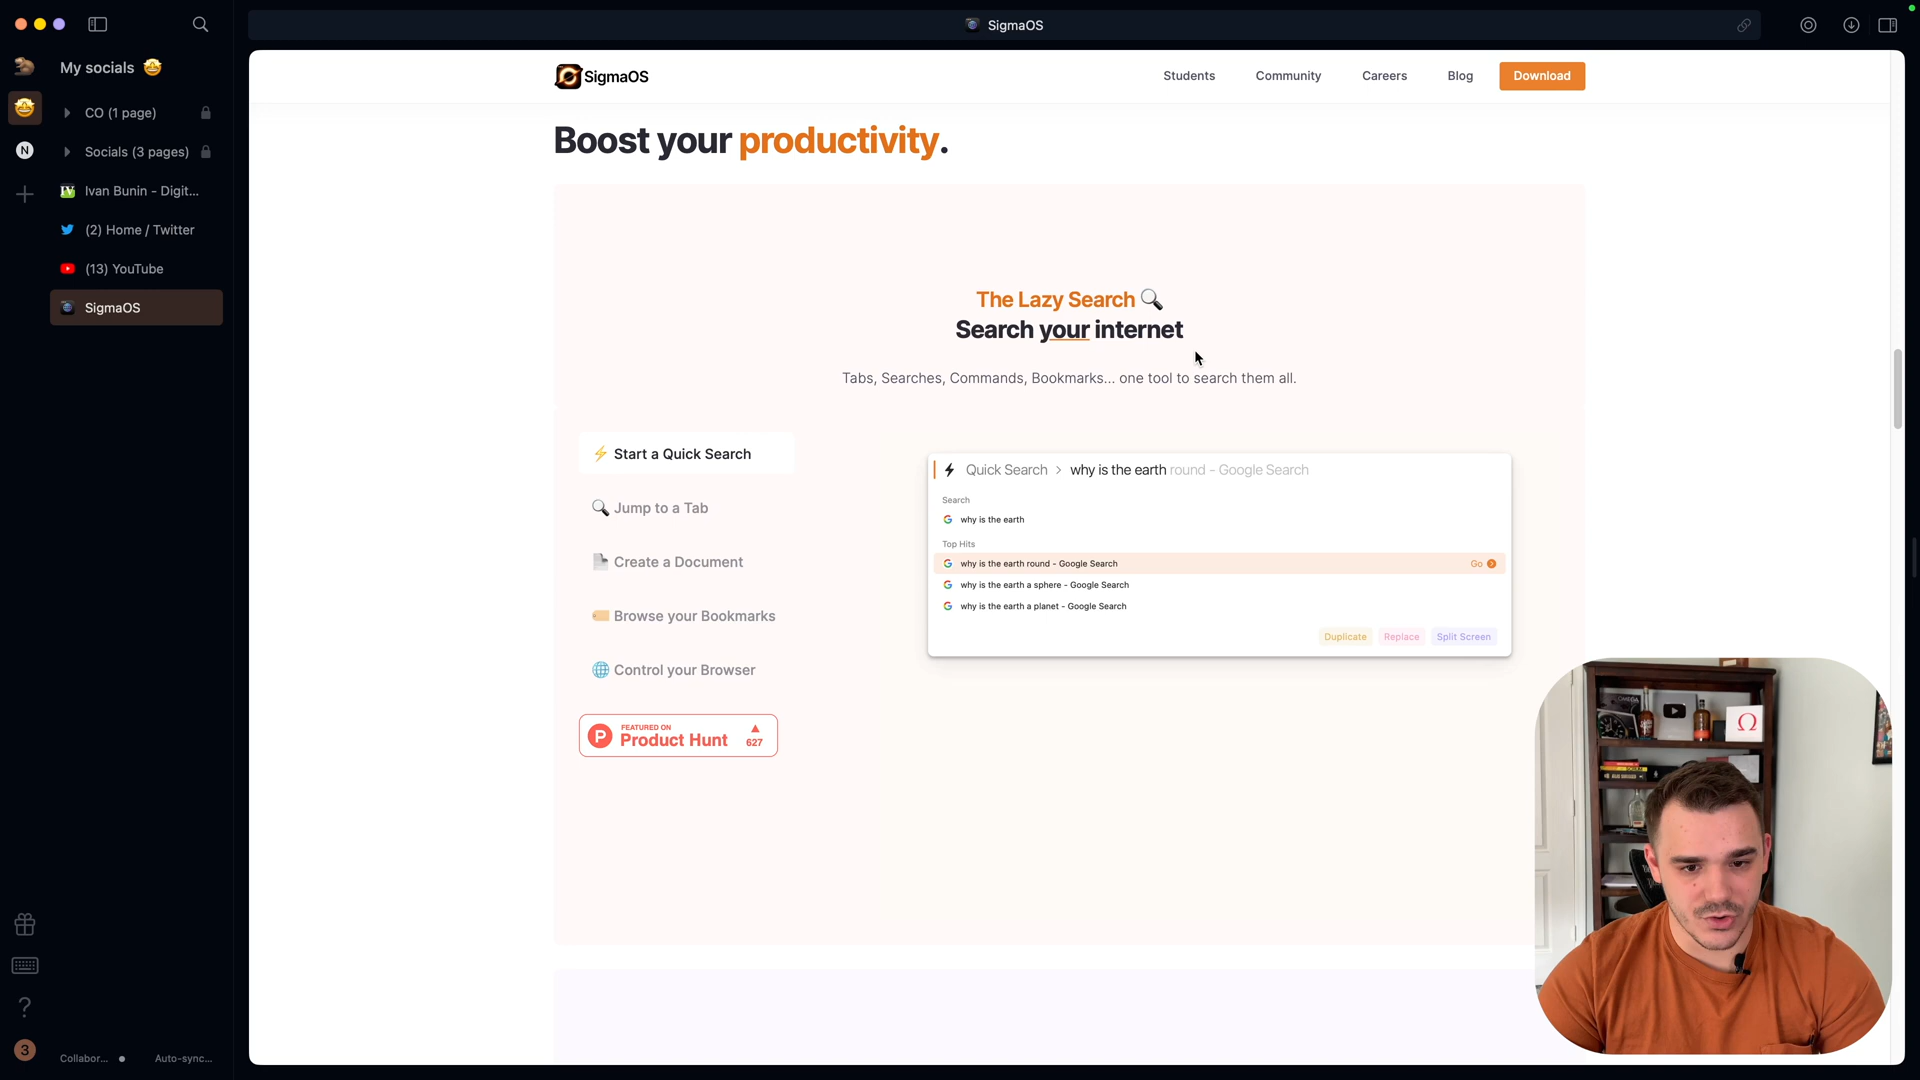 SigmaOS
My socials
CO (1 page)
Socials (3 pages)
Ivan Bunin - Digit...
(2) Home / Twitter
(13) YouTube
SigmaOS
N
3
Collabor...
Auto-sync...
SigmaOS
Students
Community
Careers
Blog
Download
Boost your productivity.
The Lazy Search
Search your internet
Tabs, Searches, Commands, Bookmarks... one tool to search them all.
Start a Quick Search
Jump to a Tab
Create a Document
Browse your Bookmarks
Control your Browser
P FEATURED ON
Product Hunt
627
Quick Search > why is the earth round - Google Search
Search
why is the earth
Top Hits
why is the earth round - Google Search Go
why is the earth a sphere - Google Search
why is the earth a planet - Google Search
Duplicate Replace Split Screen
Ω